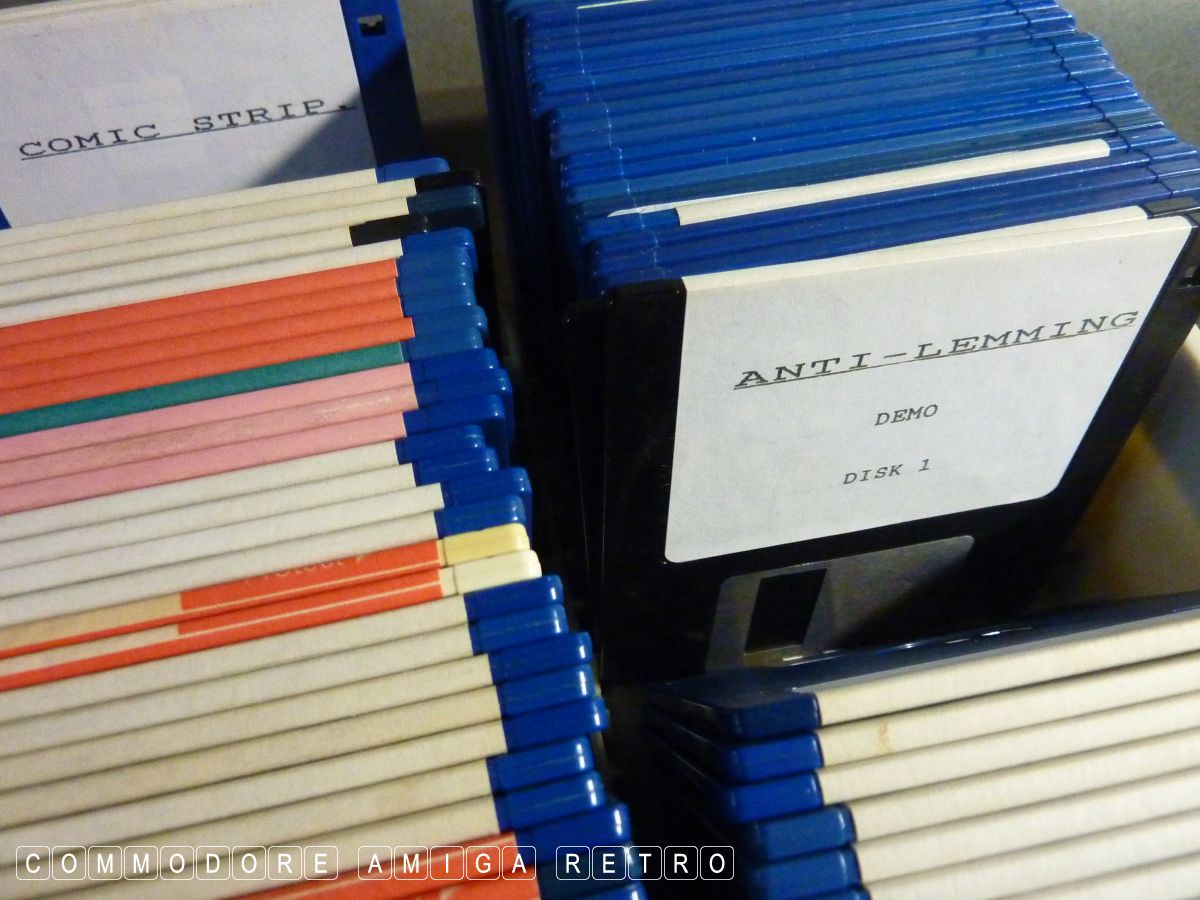 COMIC STRIP.
ANTI-LEMMING
DEMO
DISK 1
COMMODORE AMIGA RETRO